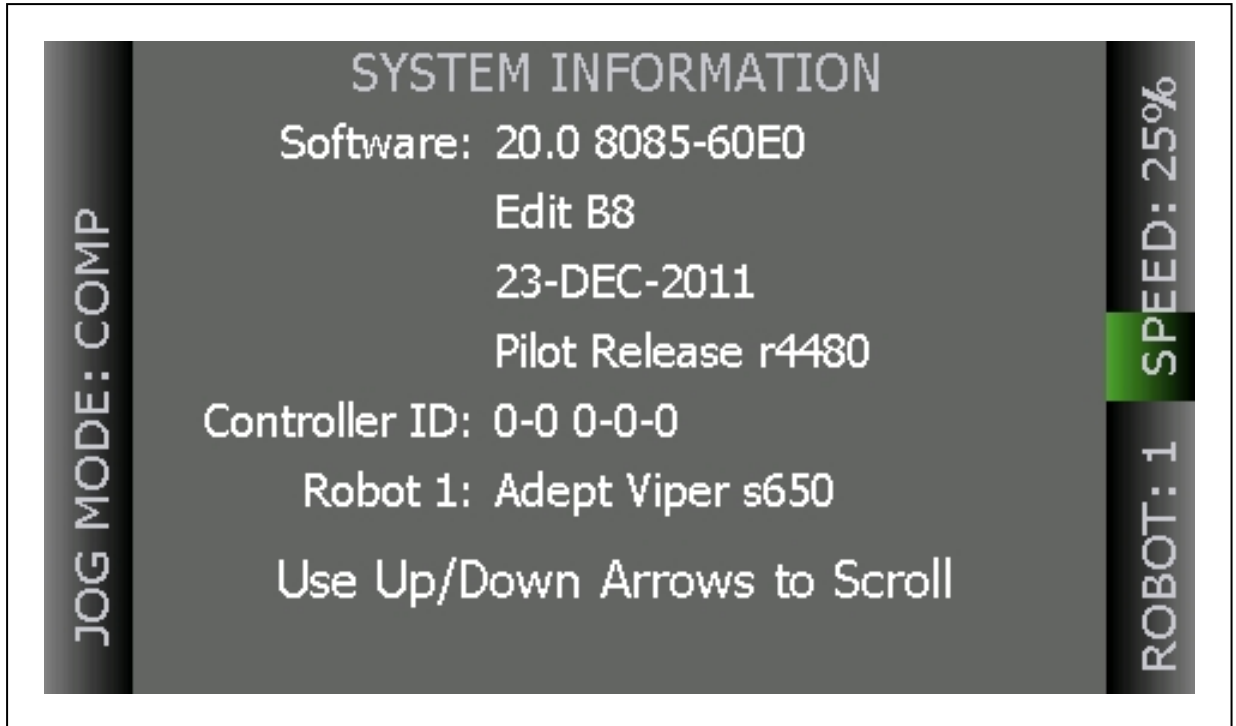 SYSTEM INFORMATION
Software: 20.0 8085-60E0
Edit B8
23-DEC-2011
Pilot Release r4480
Controller ID: 0-0 0-0-0
Robot 1: Adept Viper s650
Use Up/Down Arrows to Scroll
JOG MODE: COMP
SPEED: 25%
ROBOT: 1